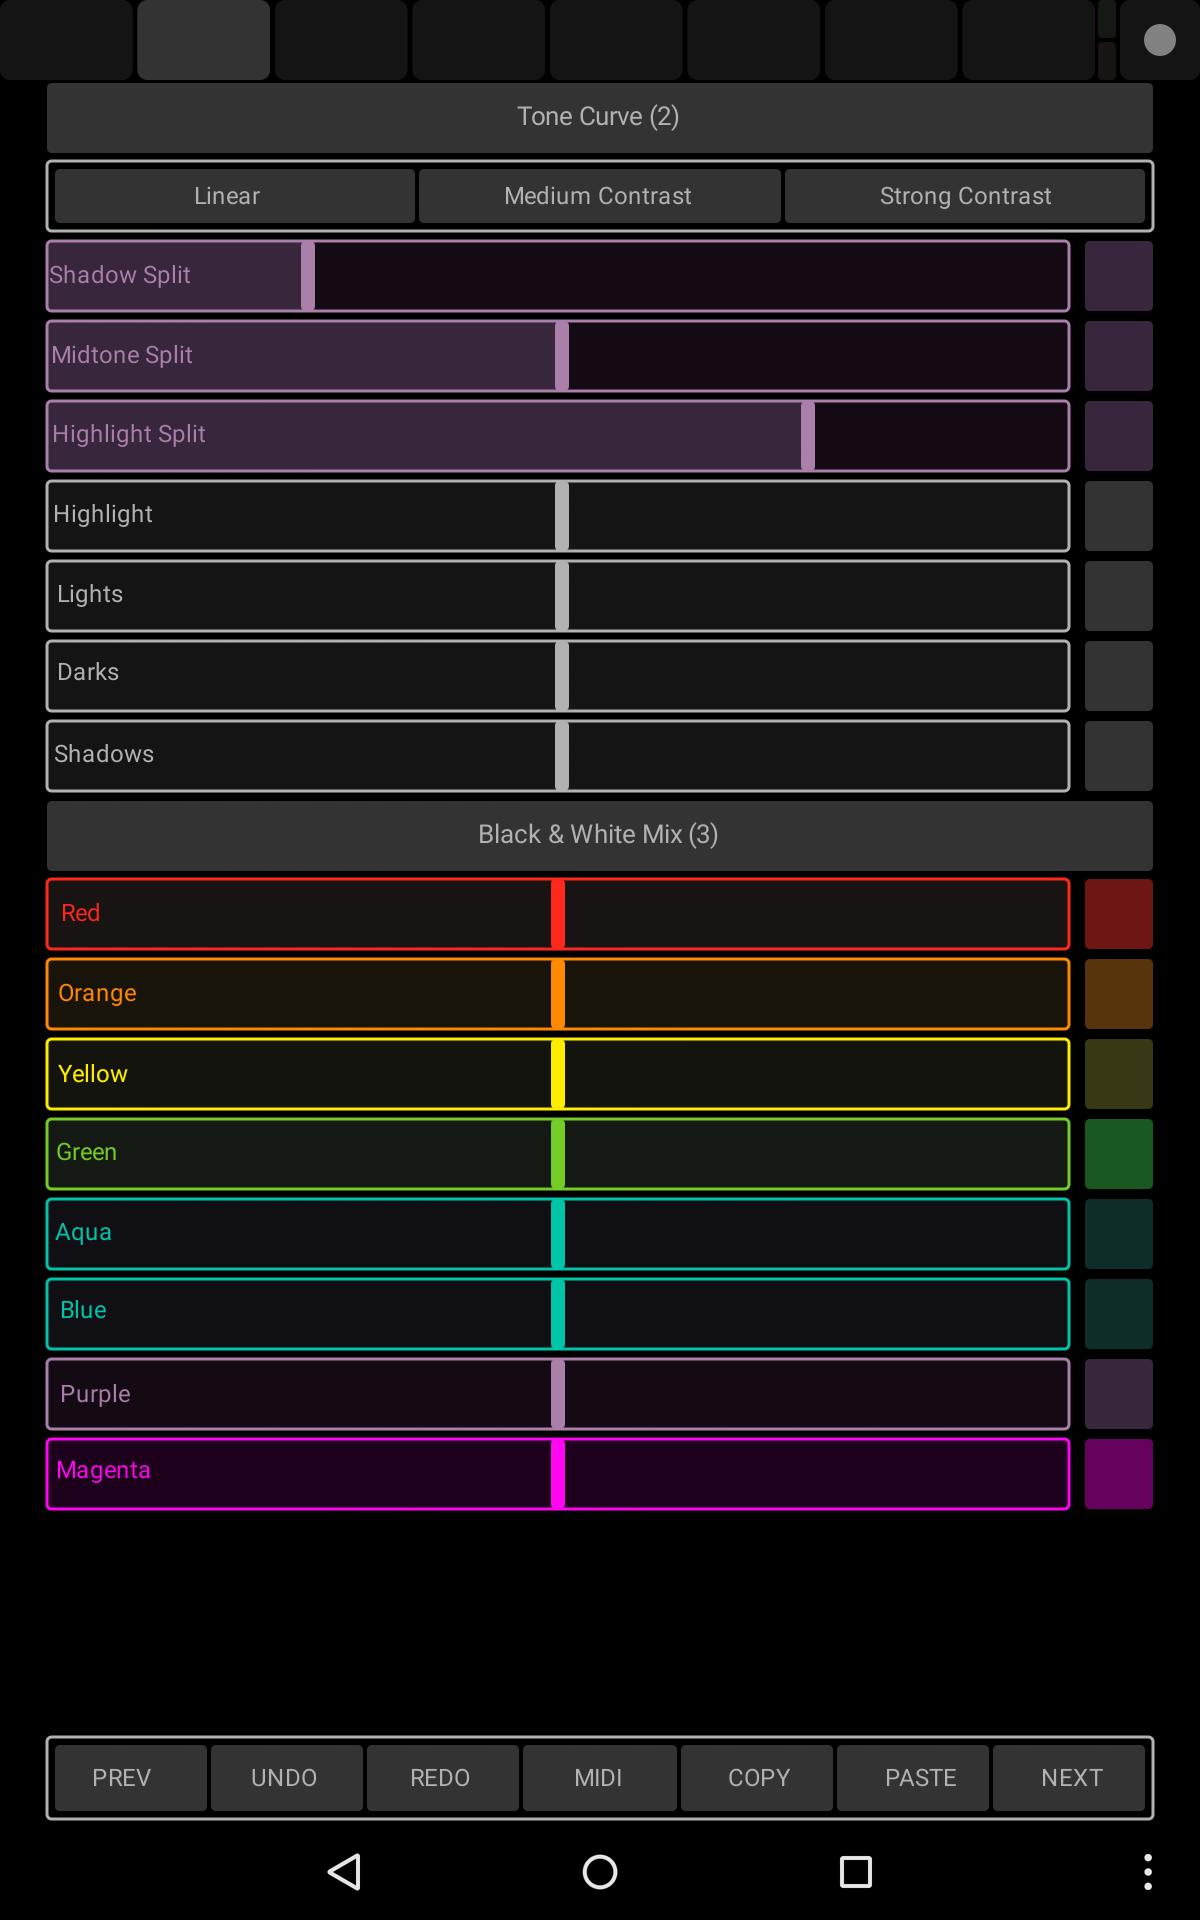 Tone Curve (2)
Linear Medium Contrast Strong Contrast
Shadow Split
Midtone Split
Highlight Split
Highlight
Lights
Darks
Shadows
Black & White Mix (3)
Red
Orange
Yellow
Green
Aqua
Blue
Purple
Magenta
PREV UNDO REDO MIDI COPY PASTE NEXT